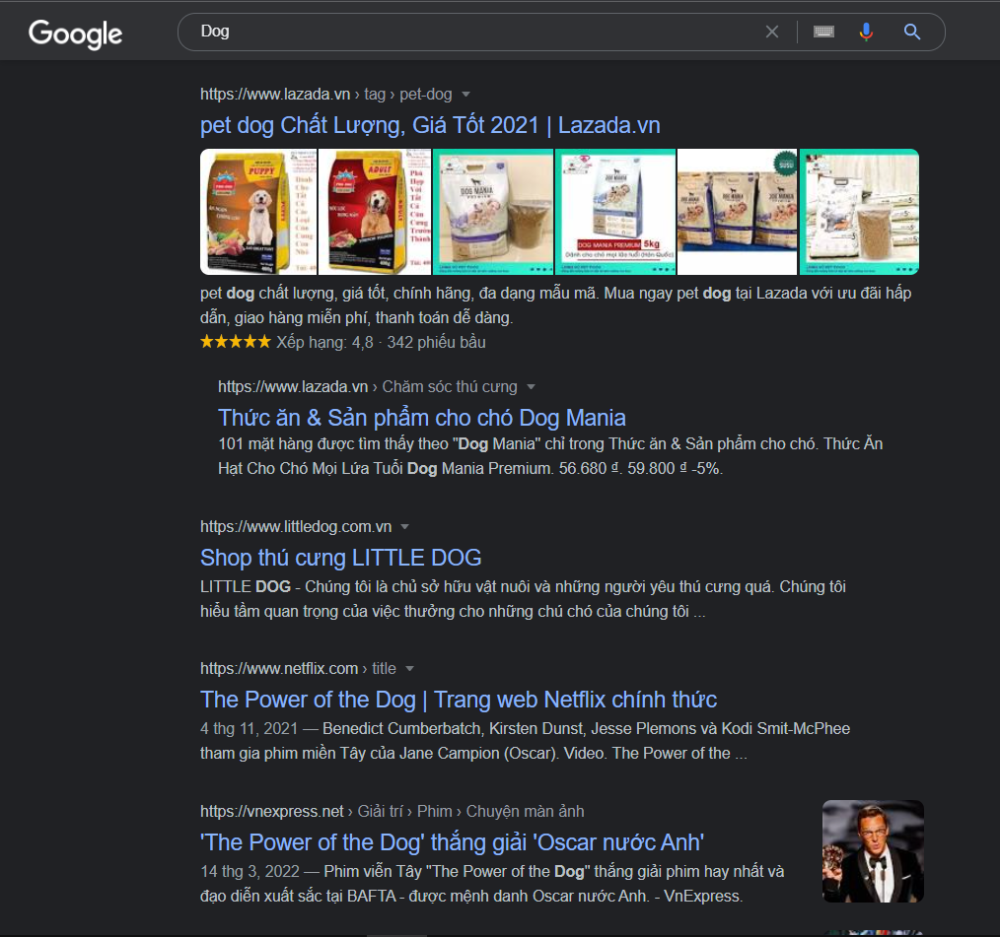 Google
Dog
https://www.lazada.vn › tag › pet-dog
pet dog Chất Lượng, Giá Tốt 2021 | Lazada.vn
PUPPY
ADULT
DOG MANIA
DOG MANIA
DOG MANIA PREMIUM 5kg
Dành cho chó mọi lứa tuổi (Hàn Quốc)
pet dog chất lượng, giá tốt, chính hãng, đa dạng mẫu mã. Mua ngay pet dog tại Lazada với ưu đãi hấp
dẫn, giao hàng miễn phí, thanh toán dễ dàng.
Xếp hạng: 4,8 · 342 phiếu bầu
https://www.lazada.vn › Chăm sóc thú cưng
Thức ăn & Sản phẩm cho chó Dog Mania
101 mặt hàng được tìm thấy theo "Dog Mania" chỉ trong Thức ăn & Sản phẩm cho chó. Thức Ăn
Hạt Cho Chó Mọi Lứa Tuổi Dog Mania Premium. 56.680 ₫. 59.800 ₫ -5%.
https://www.littledog.com.vn
Shop thú cưng LITTLE DOG
LITTLE DOG - Chúng tôi là chủ sở hữu vật nuôi và những người yêu thú cưng quá. Chúng tôi
hiểu tầm quan trọng của việc thưởng cho những chú chó của chúng tôi ...
https://www.netflix.com › title
The Power of the Dog | Trang web Netflix chính thức
4 thg 11, 2021 — Benedict Cumberbatch, Kirsten Dunst, Jesse Plemons và Kodi Smit-McPhee
tham gia phim miền Tây của Jane Campion (Oscar). Video. The Power of the ...
https://vnexpress.net › Giải trí › Phim › Chuyện màn ảnh
'The Power of the Dog' thắng giải 'Oscar nước Anh'
14 thg 3, 2022 — Phim viễn Tây "The Power of the Dog" thắng giải phim hay nhất và
đạo diễn xuất sắc tại BAFTA - được mệnh danh Oscar nước Anh. - VnExpress.